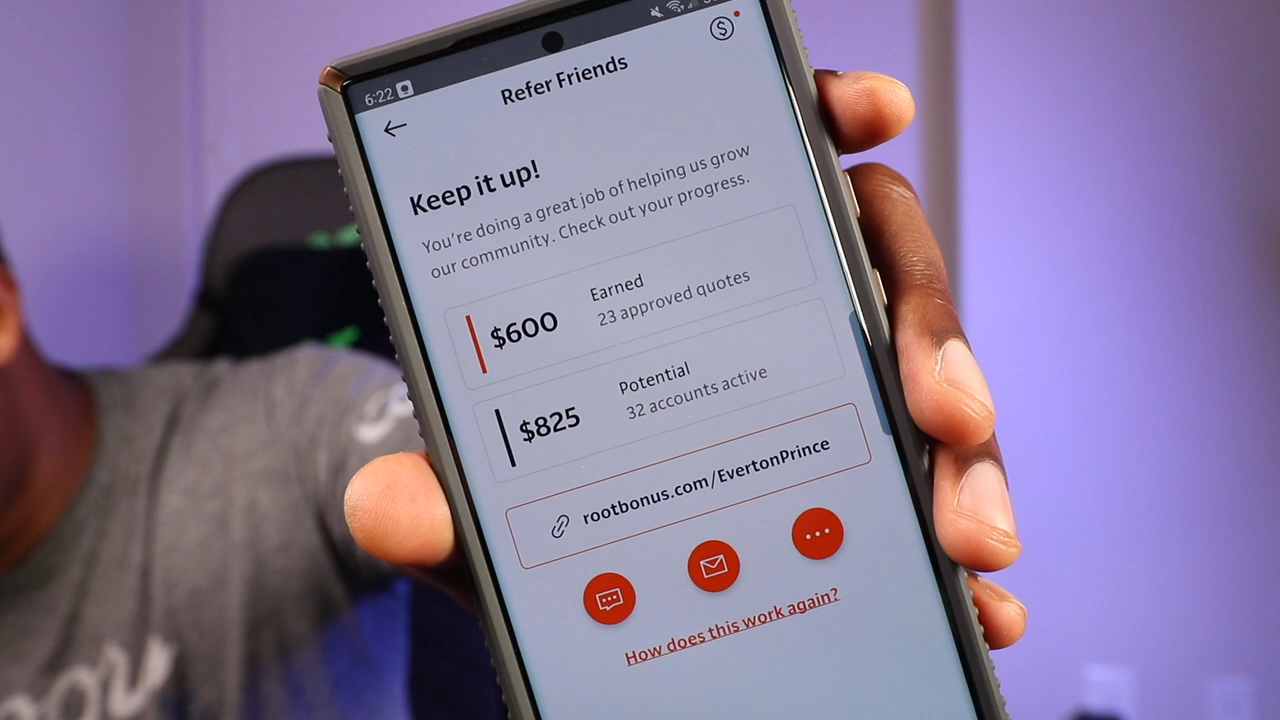 6:22
Refer Friends
Keep it up!
You're doing a great job of helping us grow
our community. Check out your progress.
$600
Earned
23 approved quotes
$825
Potential
32 accounts active
rootbonus.com/EvertonPrince
How does this work again?